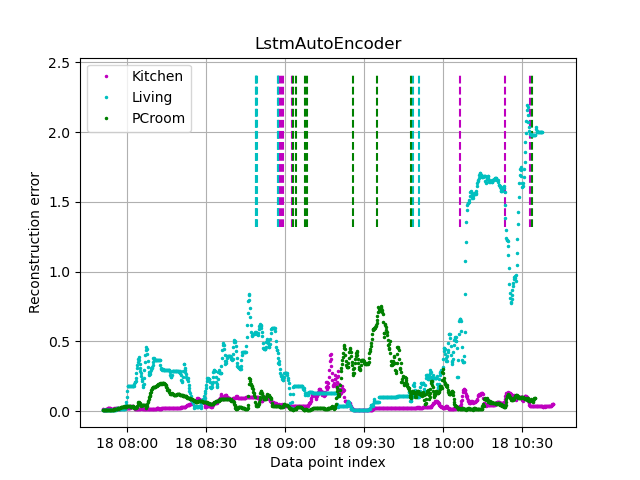 LstmAutoEncoder
Kitchen
Living
PCroom
Reconstruction error
2.5
2.0
1.5
1.0
0.5
0.0
18 08:00 18 08:30 18 09:00 18 09:30 18 10:00 18 10:30
Data point index